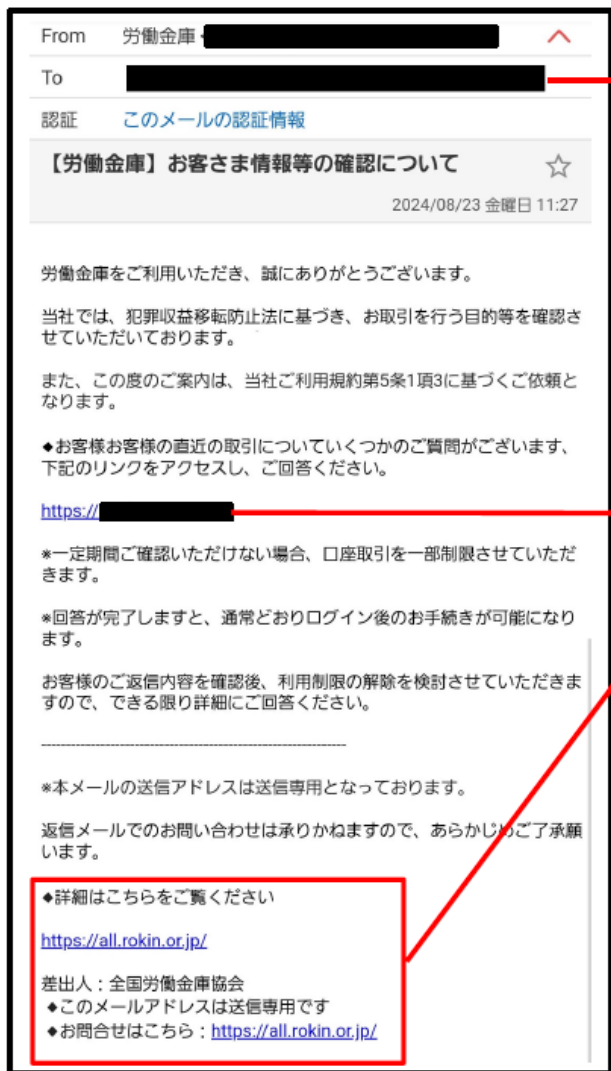 From 労働金庫
To
認証 このメールの認証情報
【労働金庫】お客さま情報等の確認について
2024/08/23 金曜日 11:27
労働金庫をご利用いただき、誠にありがとうございます。
当社では、犯罪収益移転防止法に基づき、お取引を行う目的等を確認さ
せていただいております。
また、この度のご案内は、当社ご利用規約第5条1項3に基づくご依頼と
なります。
◆お客様お客様の直近の取引についていくつかのご質問がございます、
下記のリンクをアクセスし、ご回答ください。
https://
*一定期間ご確認いただけない場合、口座取引を一部制限させていただ
きます。
*回答が完了しますと、通常どおりログイン後のお手続きが可能になり
ます。
お客様のご返信内容を確認後、利用制限の解除を検討させていただきま
すので、できる限り詳細にご回答ください。
----------------------------------------------------------
*本メールの送信アドレスは送信専用となっております。
返信メールでのお問い合わせは承りかねますので、あらかじめご了承願
います。
◆詳細はこちらをご覧ください
https://all.rokin.or.jp/
差出人：全国労働金庫協会
◆このメールアドレスは送信専用です
◆お問合せはこちら：https://all.rokin.or.jp/